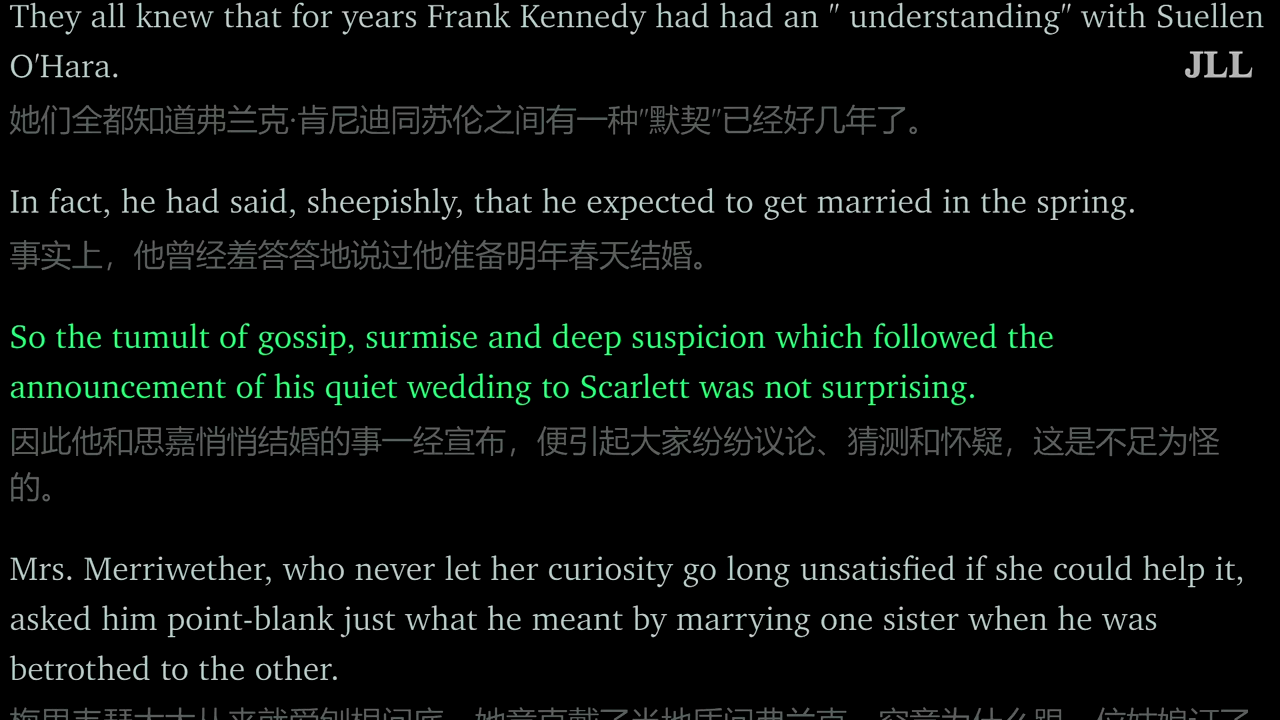 They all knew that for years Frank Kennedy had had an " understanding" with Suellen
O'Hara.
JLL
她们全都知道弗兰克·肯尼迪同苏伦之间有一种"默契"已经好几年了。
In fact, he had said, sheepishly, that he expected to get married in the spring.
事实上，他曾经羞答答地说过他准备明年春天结婚。
So the tumult of gossip, surmise and deep suspicion which followed the
announcement of his quiet wedding to Scarlett was not surprising.
因此他和思嘉悄悄结婚的事一经宣布，便引起大家纷纷议论、猜测和怀疑，这是不足为怪
的。
Mrs. Merriwether, who never let her curiosity go long unsatisfied if she could help it,
asked him point-blank just what he meant by marrying one sister when he was
betrothed to the other.